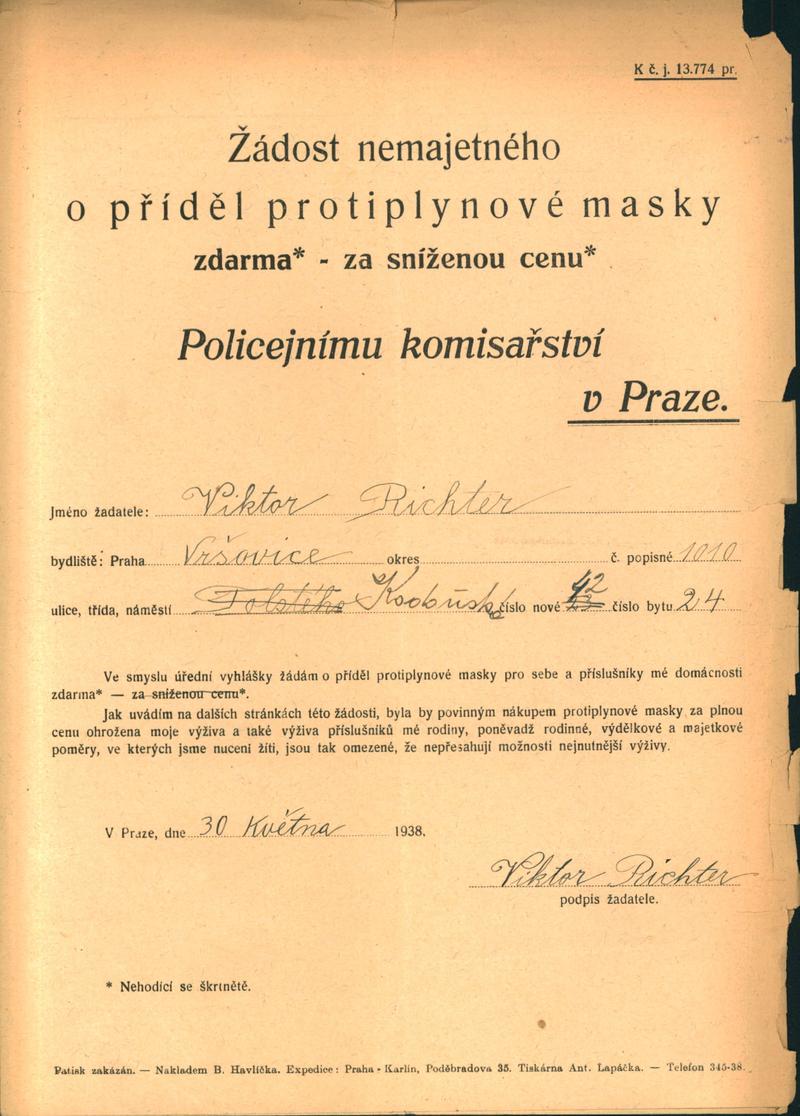 K č. j. 13.774 pr.
Žádost nemajetného
o příděl protiplynové masky
zdarma* - za sníženou cenu*
Policejnímu komisařství
v Praze.
Jméno žadatele: Viktor Richter
bydliště: Praha Vršovice okres č. popisné 1010
ulice, třída, náměstí Tolstého Kodaňská číslo nové 42 číslo bytu 24
Ve smyslu úřední vyhlášky žádám o příděl protiplynové masky pro sebe a příslušníky mé domácnosti
zdarma* — za sníženou cenu*.
Jak uvádím na dalších stránkách této žádosti, byla by povinným nákupem protiplynové masky za plnou
cenu ohrožena moje výživa a také výživa příslušníků mé rodiny, poněvadž rodinné, výdělkové a majetkové
poměry, ve kterých jsme nuceni žíti, jsou tak omezené, že nepřesahují možnosti nejnutnější výživy.
V Praze, dne 30 Května 1938.
Viktor Richter
podpis žadatele.
* Nehodící se škrtnětě.
Patisk zakázán. — Nákladem B. Havlíčka. Expedice: Praha - Karlín, Poděbradova 35. Tiskárna Ant. Lapáčka. — Telefon 345-38.